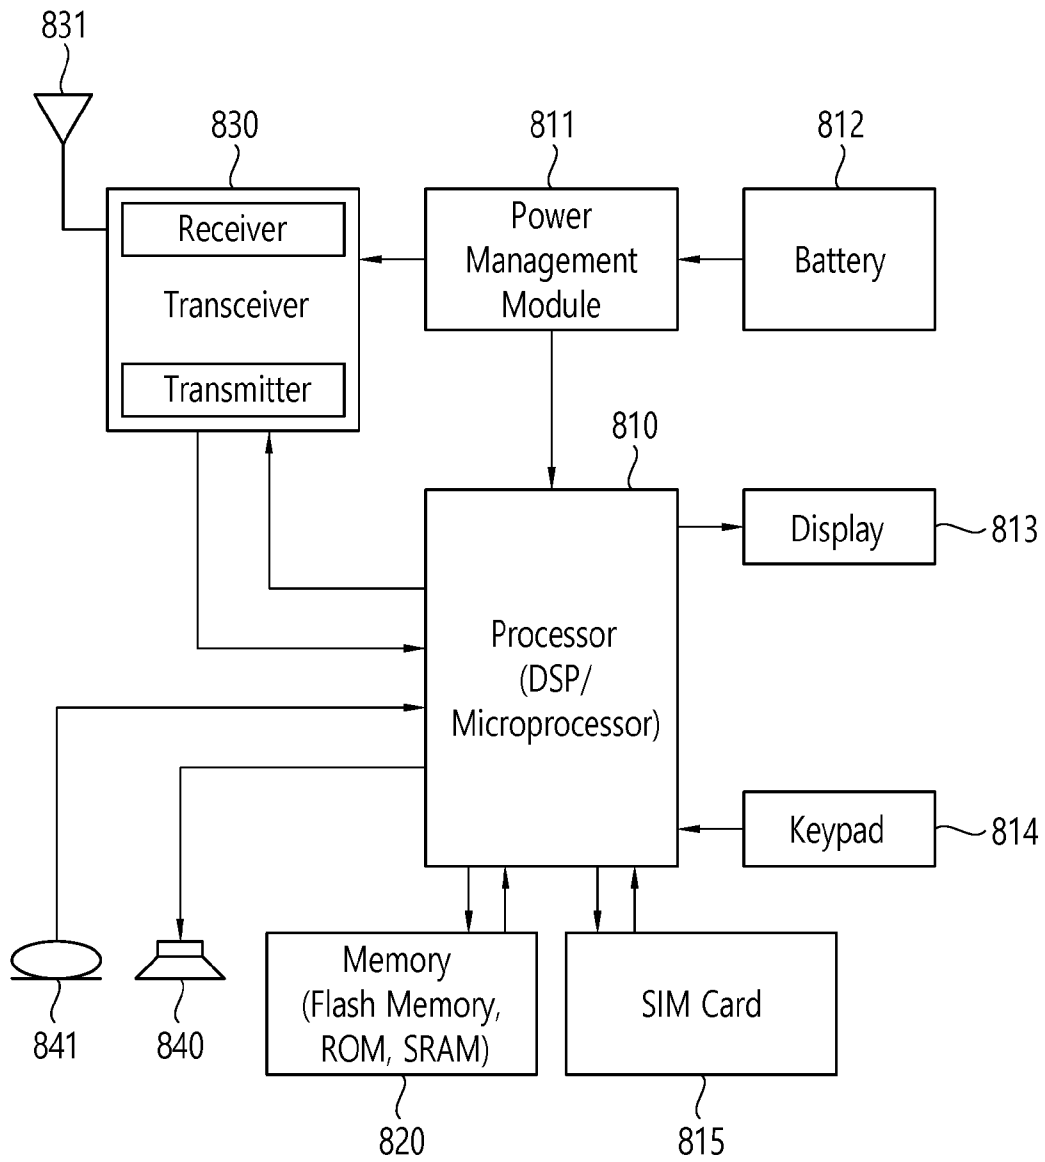 831
830
811
812
Receiver
Transceiver
Transmitter
Power
Management
Module
Battery
810
Display
813
Processor
(DSP/
Microprocessor)
Keypad
814
841
840
Memory
(Flash Memory,
ROM, SRAM)
SIM Card
820
815